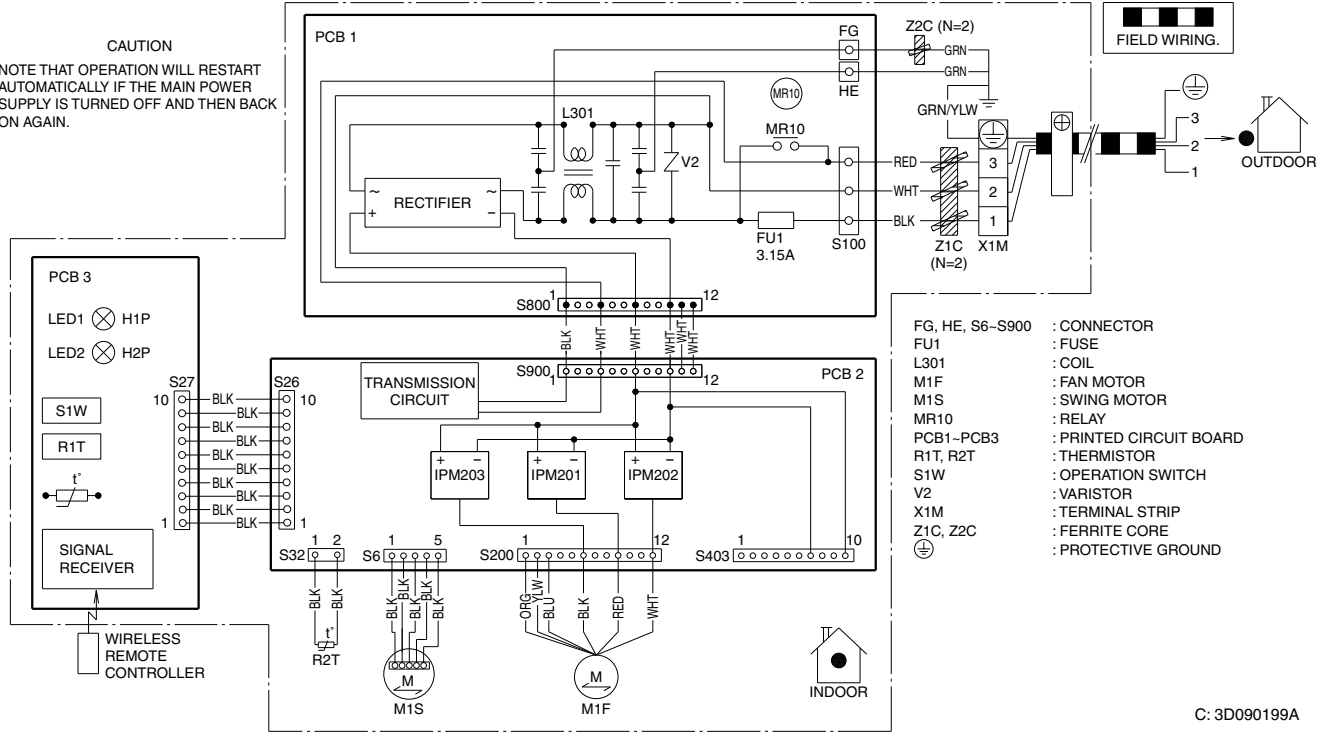 CAUTION
NOTE THAT OPERATION WILL RESTART
AUTOMATICALLY IF THE MAIN POWER
SUPPLY IS TURNED OFF AND THEN BACK
ON AGAIN.
PCB 1
FG
HE
Z2C (N=2)
GRN
GRN
GRN/YLW
FIELD WIRING.
MR10
MR10
L301
V2
RECTIFIER
~
~
+
−
FU1
3.15A
S100
RED
WHT
BLK
Z1C
(N=2)
X1M
3
2
1
3
2
1
OUTDOOR
S800
1
12
BLK
WHT
WHT
WHT
WHT
WHT
S900
1
12
PCB 2
TRANSMISSION
CIRCUIT
PCB 3
LED1
H1P
LED2
H2P
S1W
R1T
t°
SIGNAL
RECEIVER
WIRELESS
REMOTE
CONTROLLER
S27
S26
10
10
BLK
BLK
BLK
BLK
BLK
BLK
BLK
BLK
BLK
BLK
1
1
+
−
IPM203
+
−
IPM201
+
−
IPM202
S32
1
2
S6
1
5
S200
1
12
S403
1
10
BLK
BLK
t°
R2T
BLK
BLK
BLK
BLK
BLK
M
M1S
ORG
YLW
BLU
BLK
RED
WHT
M
M1F
INDOOR
FG, HE, S6~S900 : CONNECTOR
FU1 : FUSE
L301 : COIL
M1F : FAN MOTOR
M1S : SWING MOTOR
MR10 : RELAY
PCB1~PCB3 : PRINTED CIRCUIT BOARD
R1T, R2T : THERMISTOR
S1W : OPERATION SWITCH
V2 : VARISTOR
X1M : TERMINAL STRIP
Z1C, Z2C : FERRITE CORE
: PROTECTIVE GROUND
C: 3D090199A